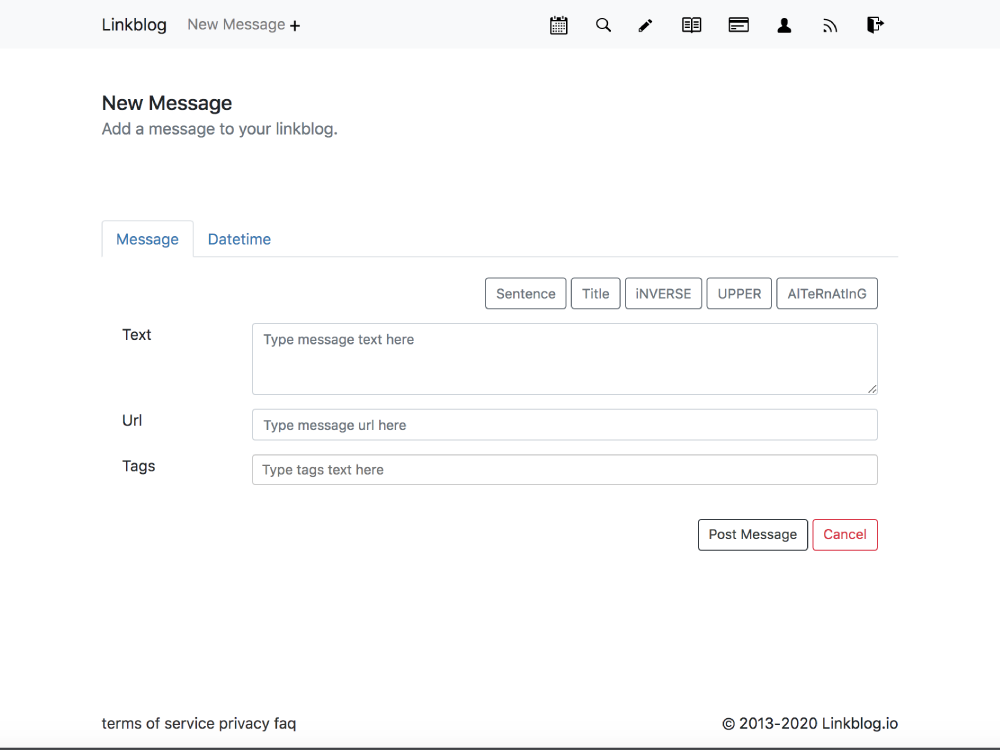 Linkblog New Message +
New Message
Add a message to your linkblog.
Message Datetime
Sentence Title iNVERSE UPPER AlTeRnAtInG
Text Type message text here
Url Type message url here
Tags Type tags text here
Post Message Cancel
terms of service privacy faq © 2013-2020 Linkblog.io